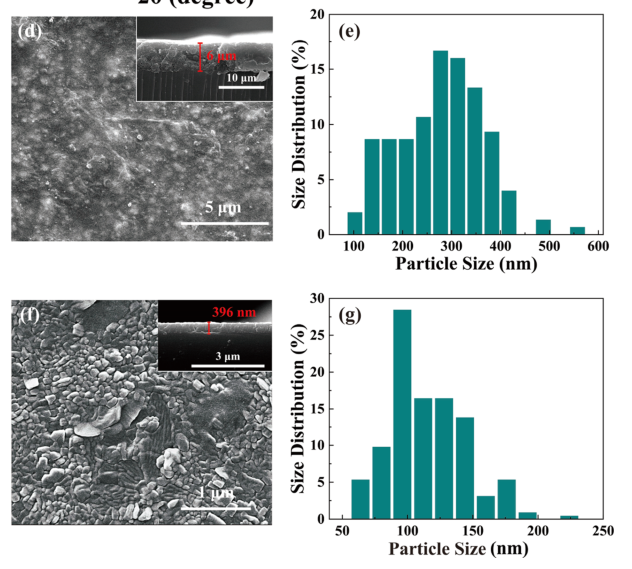 2θ (degree)
(d)
6 μm
10 μm
5 μm
(e)
Size Distribution (%)
20
15
10
5
0
100 200 300 400 500 600
Particle Size (nm)
(f)
396 nm
3 μm
1 μm
(g)
Size Distribution (%)
30
25
20
15
10
5
0
50 100 150 200 250
Particle Size (nm)